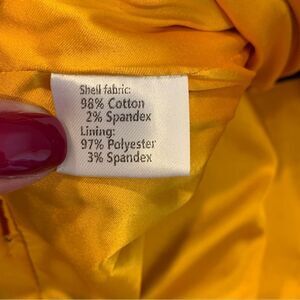 Shell fabric:
98% Cotton
2% Spandex
Lining:
97% Polyester
3% Spandex